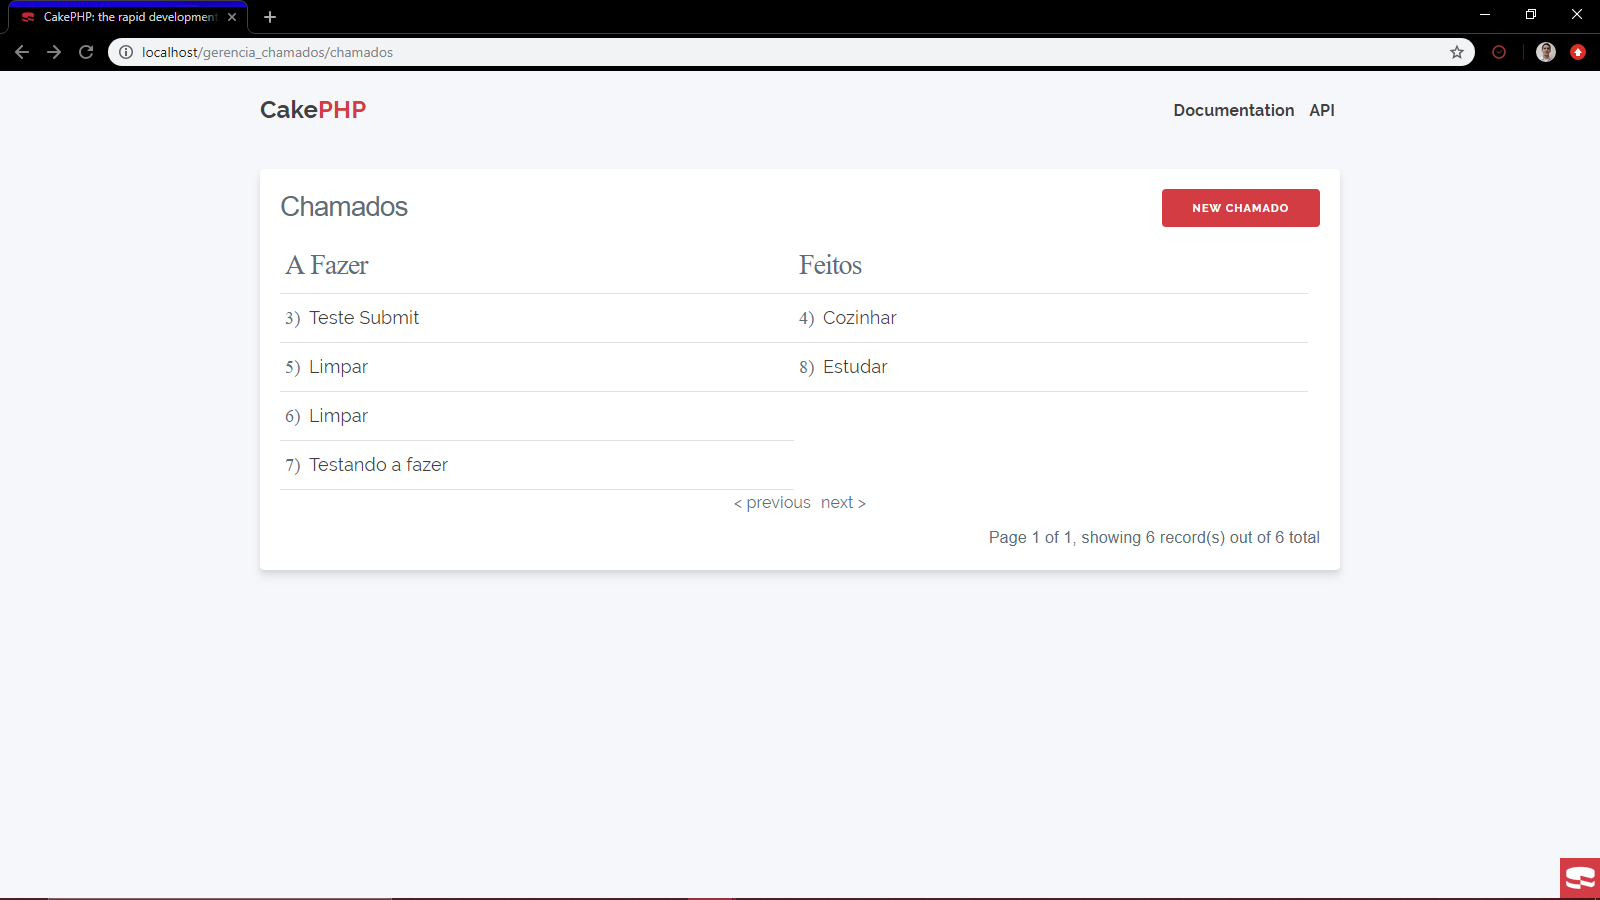 CakePHP: the rapid development
localhost/gerencia_chamados/chamados
CakePHP
Documentation API
Chamados
NEW CHAMADO
A Fazer
Feitos
3) Teste Submit
4) Cozinhar
5) Limpar
8) Estudar
6) Limpar
7) Testando a fazer
< previous next >
Page 1 of 1, showing 6 record(s) out of 6 total